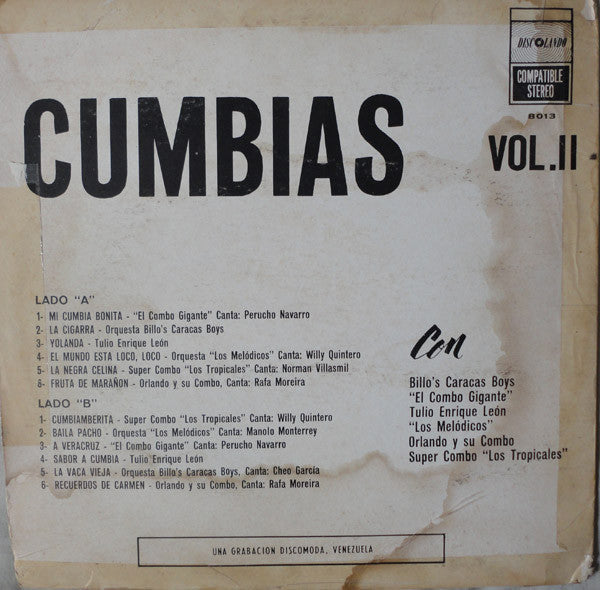 DISCOLANDO
COMPATIBLE
STEREO
8013
CUMBIAS
VOL.II
LADO "A"
1- MI CUMBIA BONITA - "El Combo Gigante" Canta: Perucho Navarro
2- LA CIGARRA - Orquesta Billo's Caracas Boys
3- YOLANDA - Tulio Enrique León
4- EL MUNDO ESTA LOCO, LOCO - Orquesta "Los Melódicos" Canta: Willy Quintero
5- LA NEGRA CELINA - Super Combo "Los Tropicales" Canta: Norman Villasmil
6- FRUTA DE MARAÑON - Orlando y su Combo, Canta: Rafa Moreira
LADO "B"
1- CUMBIAMBERITA - Super Combo "Los Tropicales" Canta: Willy Quintero
2- BAILA PACHO - Orquesta "Los Melódicos" Canta: Manolo Monterrey
3- A VERACRUZ - "El Combo Gigante" Canta: Perucho Navarro
4- SABOR A CUMBIA - Tulio Enrique León
5- LA VACA VIEJA - Orquesta Billo's Caracas Boys, Canta: Cheo García
6- RECUERDOS DE CARMEN - Orlando y su Combo, Canta: Rafa Moreira
Con
Billo's Caracas Boys
"El Combo Gigante"
Tulio Enrique León
"Los Melódicos"
Orlando y su Combo
Super Combo "Los Tropicales"
UNA GRABACION DISCOMODA, VENEZUELA